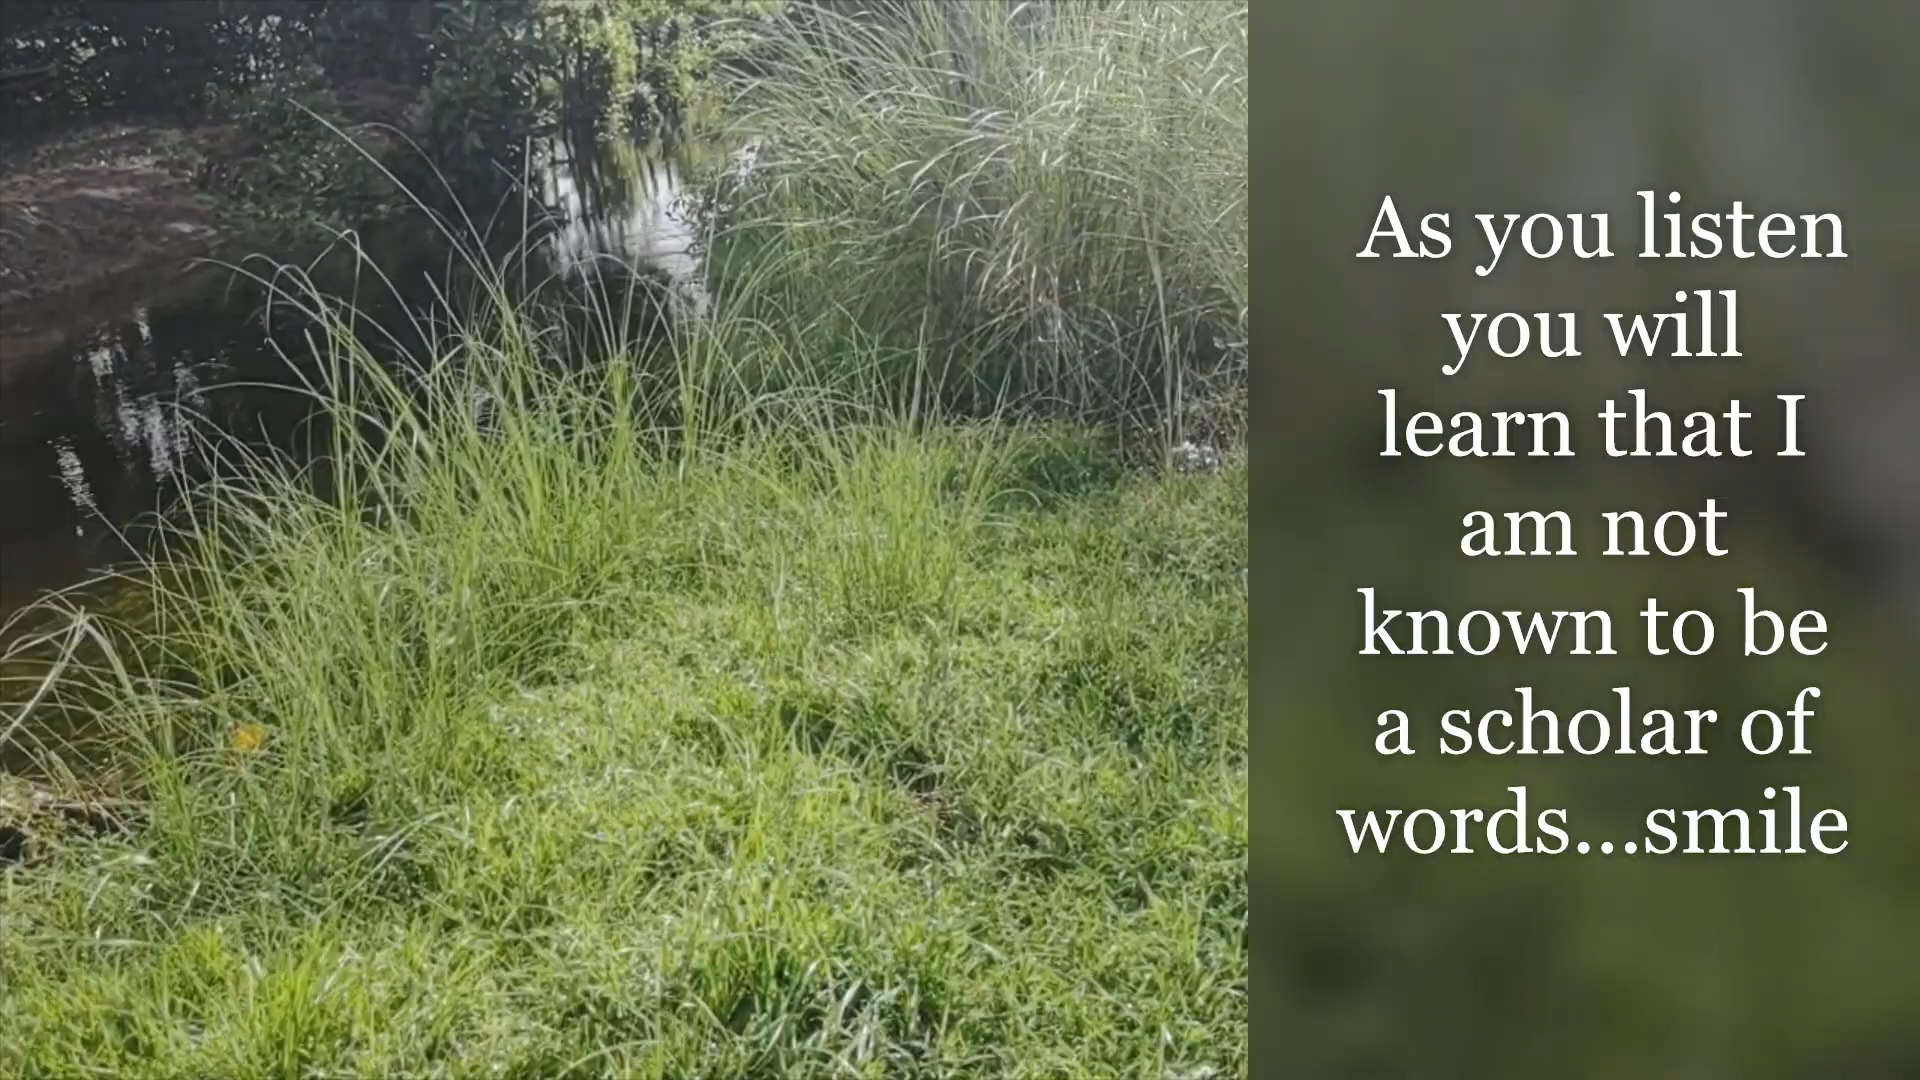 As you listen
you will
learn that I
am not
known to be
a scholar of
words...smile